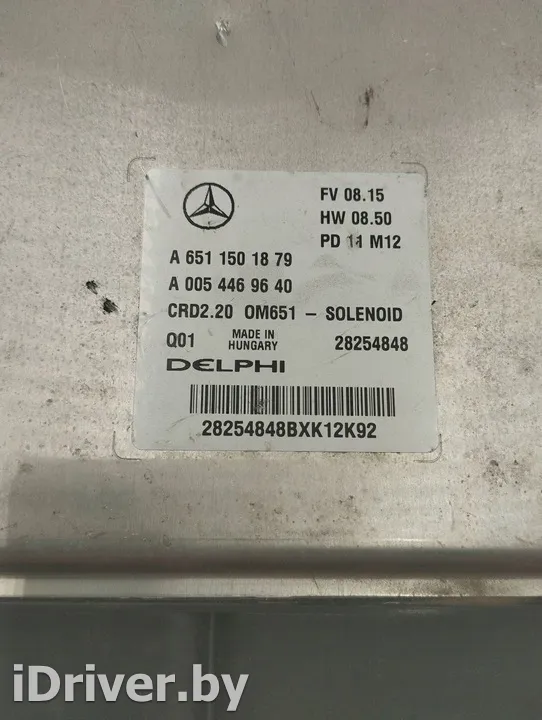 FV 08.15
HW 08.50
PD 11 M12
A 651 150 18 79
A 005 446 96 40
CRD2.20 OM651 – SOLENOID
Q01 MADE IN HUNGARY 28254848
DELPHI
28254848BXK12K92
iDriver.by